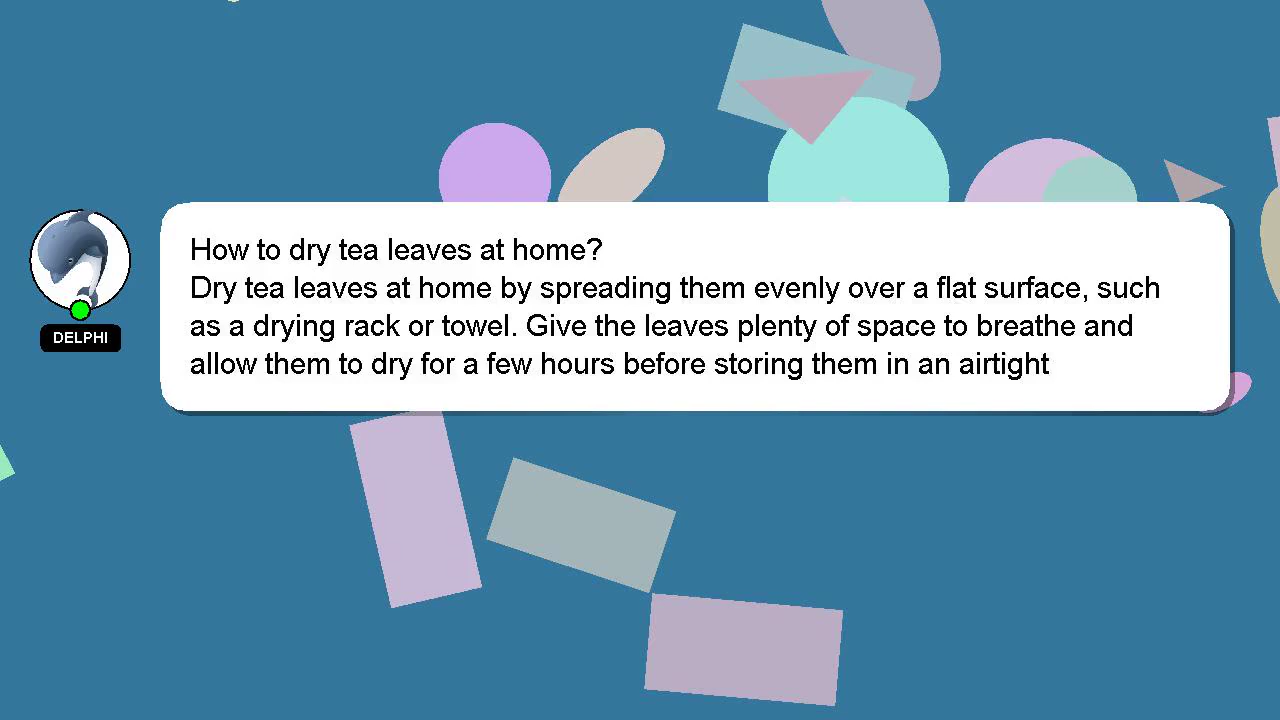 How to dry tea leaves at home?
Dry tea leaves at home by spreading them evenly over a flat surface, such
as a drying rack or towel. Give the leaves plenty of space to breathe and
allow them to dry for a few hours before storing them in an airtight
DELPHI